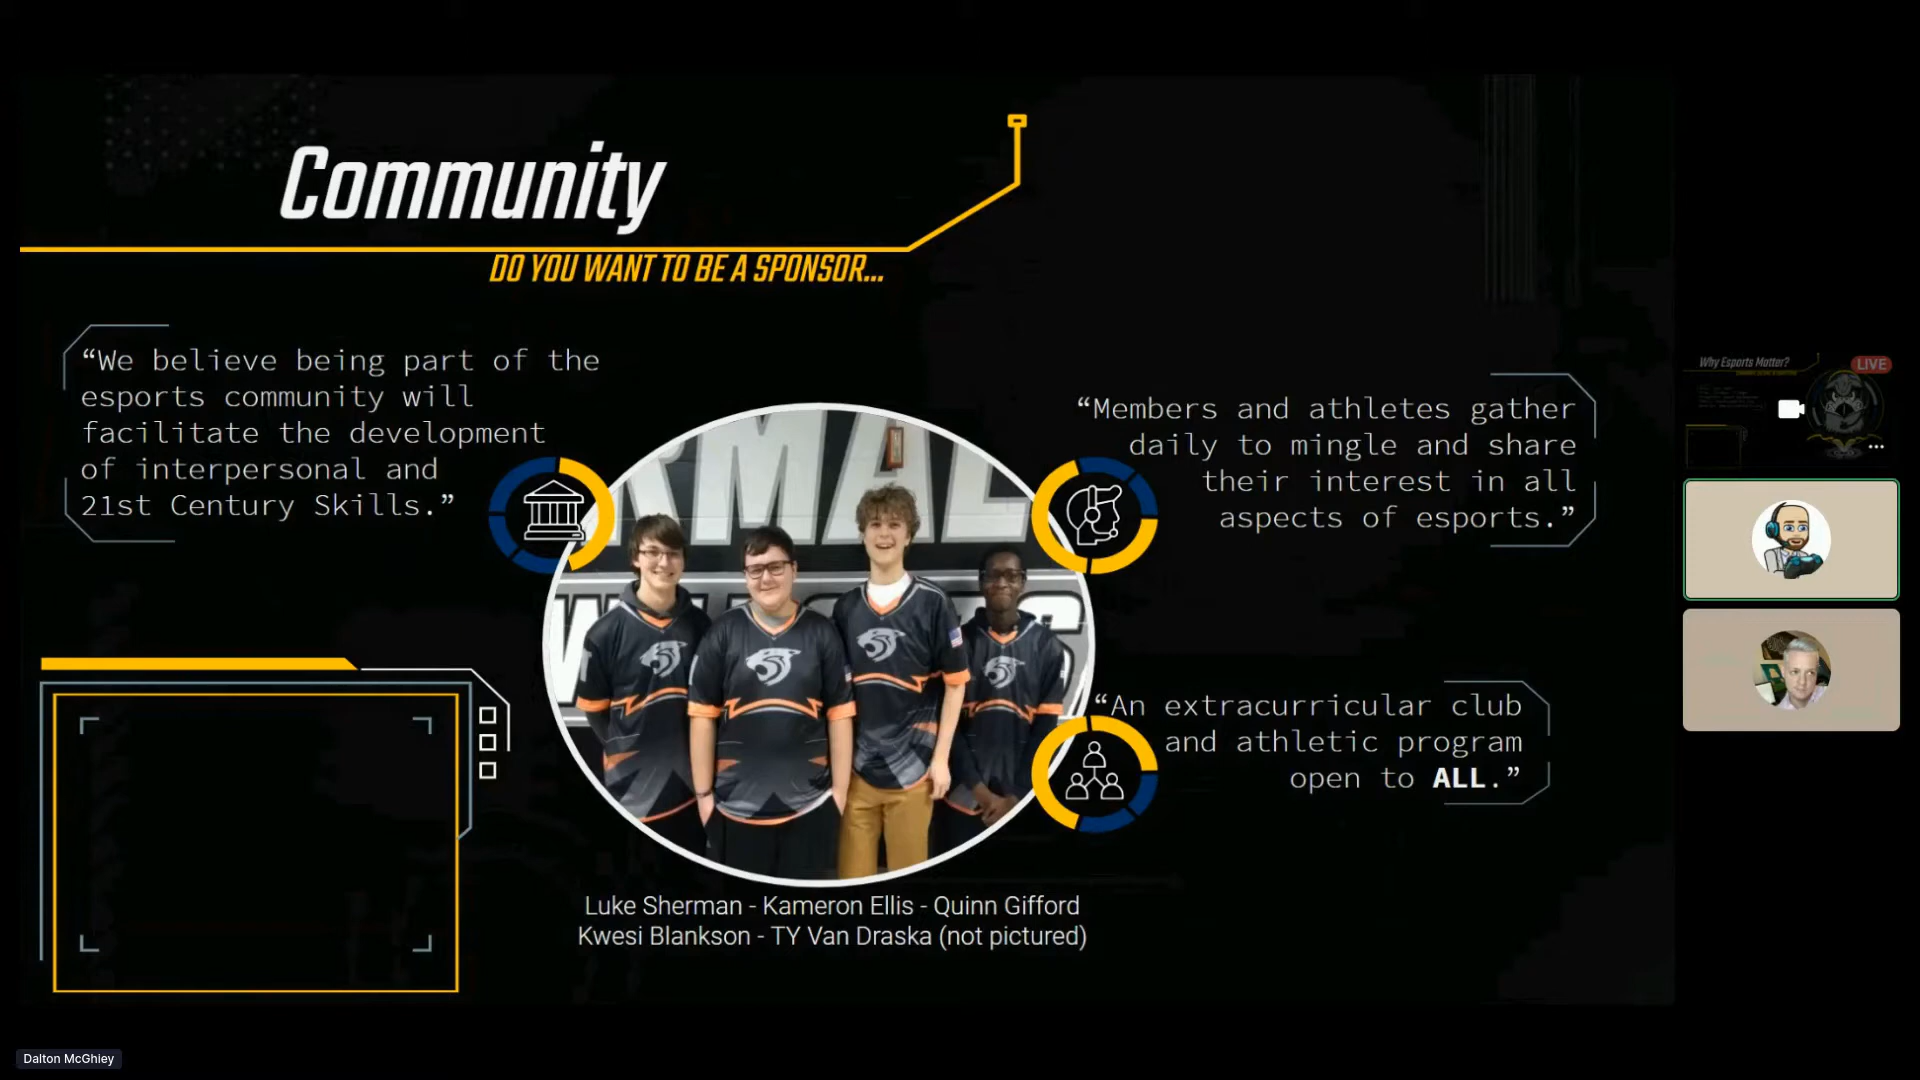 Community
DO YOU WANT TO BE A SPONSOR...
“We believe being part of the
esports community will
facilitate the development
of interpersonal and
21st Century Skills.”
“Members and athletes gather
daily to mingle and share
their interest in all
aspects of esports.”
“An extracurricular club
and athletic program
open to ALL.”
RMAL
Luke Sherman - Kameron Ellis - Quinn Gifford
Kwesi Blankson - TY Van Draska (not pictured)
Why Esports Matter?
LIVE
Dalton McGhiey